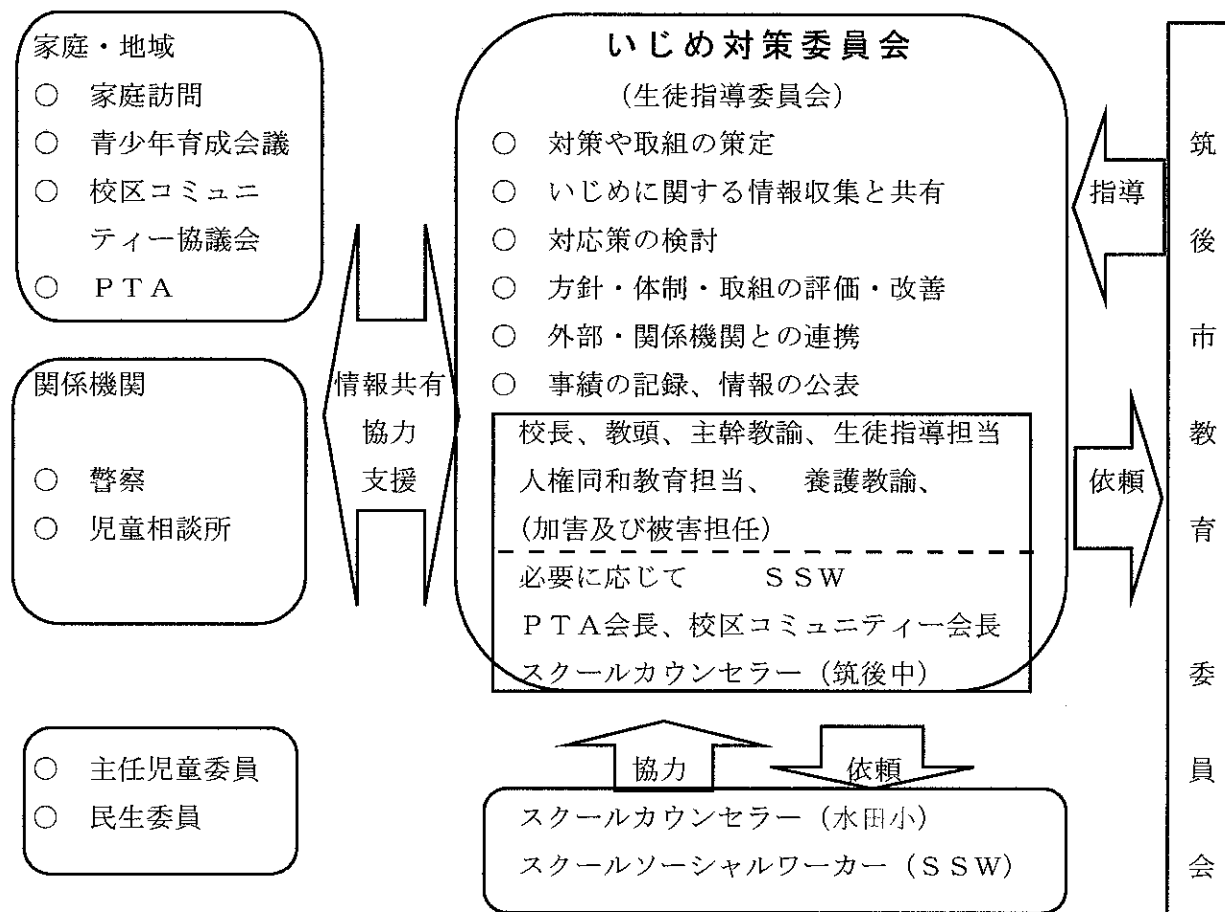 家庭・地域
○ 家庭訪問
○ 青少年育成会議
○ 校区コミュニ
ティー協議会
○ ＰＴＡ
関係機関
○ 警察
○ 児童相談所
○ 主任児童委員
○ 民生委員
情報共有
協力
支援
いじめ対策委員会
（生徒指導委員会）
○ 対策や取組の策定
○ いじめに関する情報収集と共有
○ 対応策の検討
○ 方針・体制・取組の評価・改善
○ 外部・関係機関との連携
○ 事績の記録、情報の公表
校長、教頭、主幹教諭、生徒指導担当
人権同和教育担当、　養護教諭、
（加害及び被害担任）
必要に応じて　　ＳＳＷ
ＰＴＡ会長、校区コミュニティー会長
スクールカウンセラー（筑後中）
協力
依頼
スクールカウンセラー（水田小）
スクールソーシャルワーカー（ＳＳＷ）
指導
依頼
筑後市教育委員会